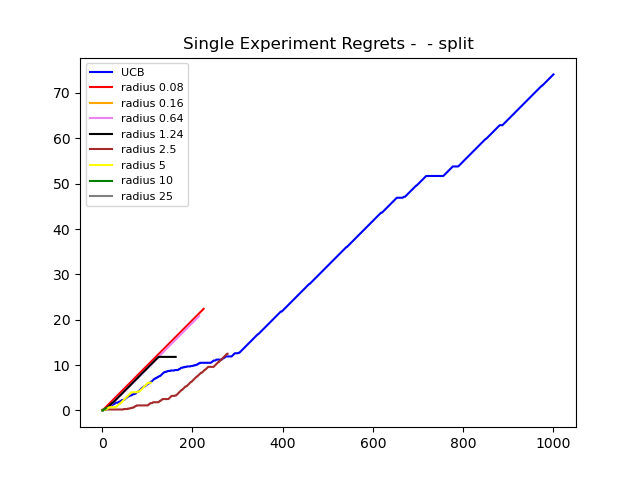 Single Experiment Regrets -  - split
UCB
radius 0.08
radius 0.16
radius 0.64
radius 1.24
radius 2.5
radius 5
radius 10
radius 25
70
60
50
40
30
20
10
0
0 200 400 600 800 1000